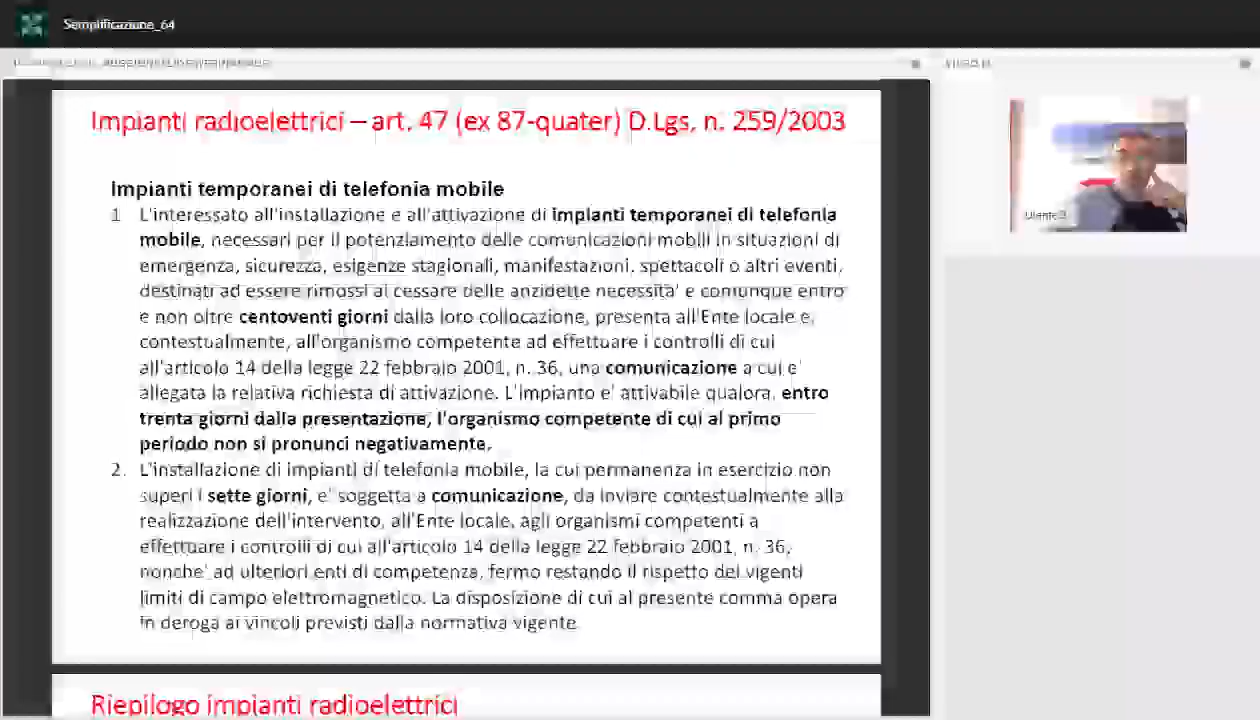 Semplificazione_64
Impianti radioelettrici – art. 47 (ex 87-quater) D.Lgs. n. 259/2003
Impianti temporanei di telefonia mobile
1 L'interessato all'installazione e all'attivazione di impianti temporanei di telefonia
mobile, necessari per il potenziamento delle comunicazioni mobili in situazioni di
emergenza, sicurezza, esigenze stagionali, manifestazioni, spettacoli o altri eventi,
destinati ad essere rimossi al cessare delle anzidette necessita' e comunque entro
e non oltre centoventi giorni dalla loro collocazione, presenta all'Ente locale e,
contestualmente, all'organismo competente ad effettuare i controlli di cui
all'articolo 14 della legge 22 febbraio 2001, n. 36, una comunicazione a cui e'
allegata la relativa richiesta di attivazione. L'impianto e' attivabile qualora, entro
trenta giorni dalla presentazione, l'organismo competente di cui al primo
periodo non si pronunci negativamente.
2. L'installazione di impianti di telefonia mobile, la cui permanenza in esercizio non
superi i sette giorni, e' soggetta a comunicazione, da inviare contestualmente alla
realizzazione dell'intervento, all'Ente locale, agli organismi competenti a
effettuare i controlli di cui all'articolo 14 della legge 22 febbraio 2001, n. 36,
nonche' ad ulteriori enti di competenza, fermo restando il rispetto dei vigenti
limiti di campo elettromagnetico. La disposizione di cui al presente comma opera
in deroga ai vincoli previsti dalla normativa vigente
Riepilogo impianti radioelettrici